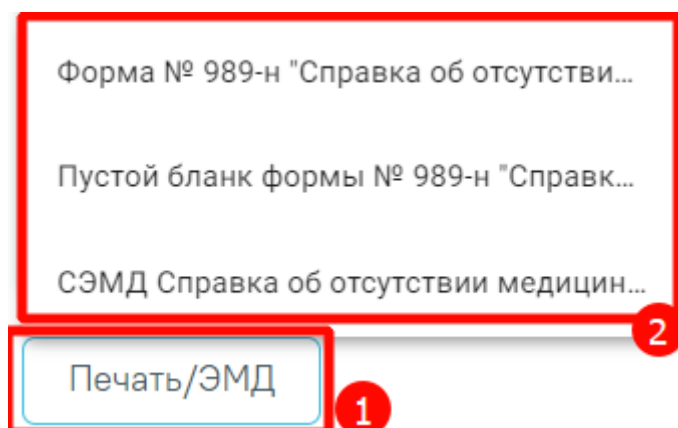 Форма № 989-н "Справка об отсутстви...
Пустой бланк формы № 989-н "Справк...
СЭМД Справка об отсутствии медицин...
2
Печать/ЭМД
1